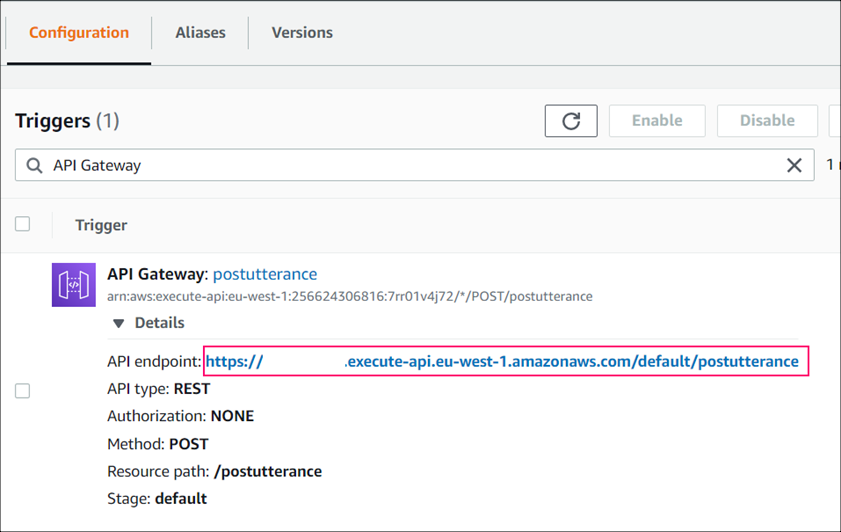 Configuration Aliases Versions
Triggers (1) Enable Disable
API Gateway 1
Trigger
API Gateway: postutterance
arn:aws:execute-api:eu-west-1:256624306816:7rr01v4j72/*/POST/postutterance
Details
API endpoint: https:// .execute-api.eu-west-1.amazonaws.com/default/postutterance
API type: REST
Authorization: NONE
Method: POST
Resource path: /postutterance
Stage: default